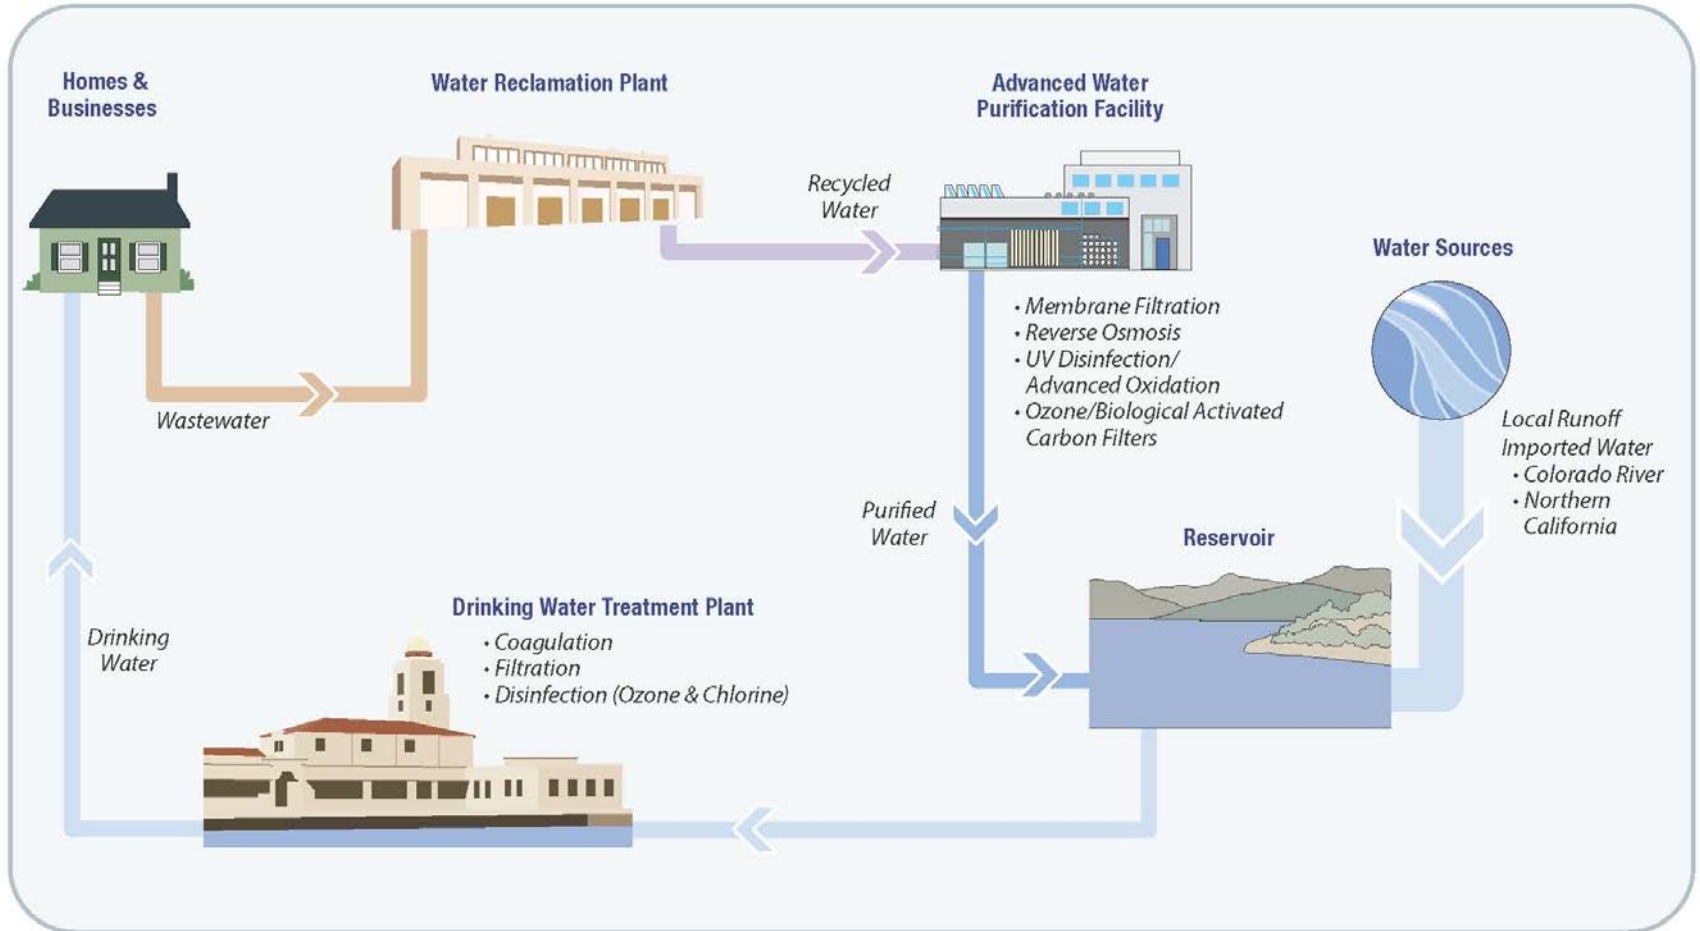 Homes &
Businesses
Water Reclamation Plant
Advanced Water
Purification Facility
Recycled
Water
Water Sources
• Membrane Filtration
• Reverse Osmosis
• UV Disinfection/
Advanced Oxidation
• Ozone/Biological Activated
Carbon Filters
Wastewater
Local Runoff
Imported Water
• Colorado River
• Northern
California
Purified
Water
Reservoir
Drinking Water Treatment Plant
• Coagulation
• Filtration
• Disinfection (Ozone & Chlorine)
Drinking
Water